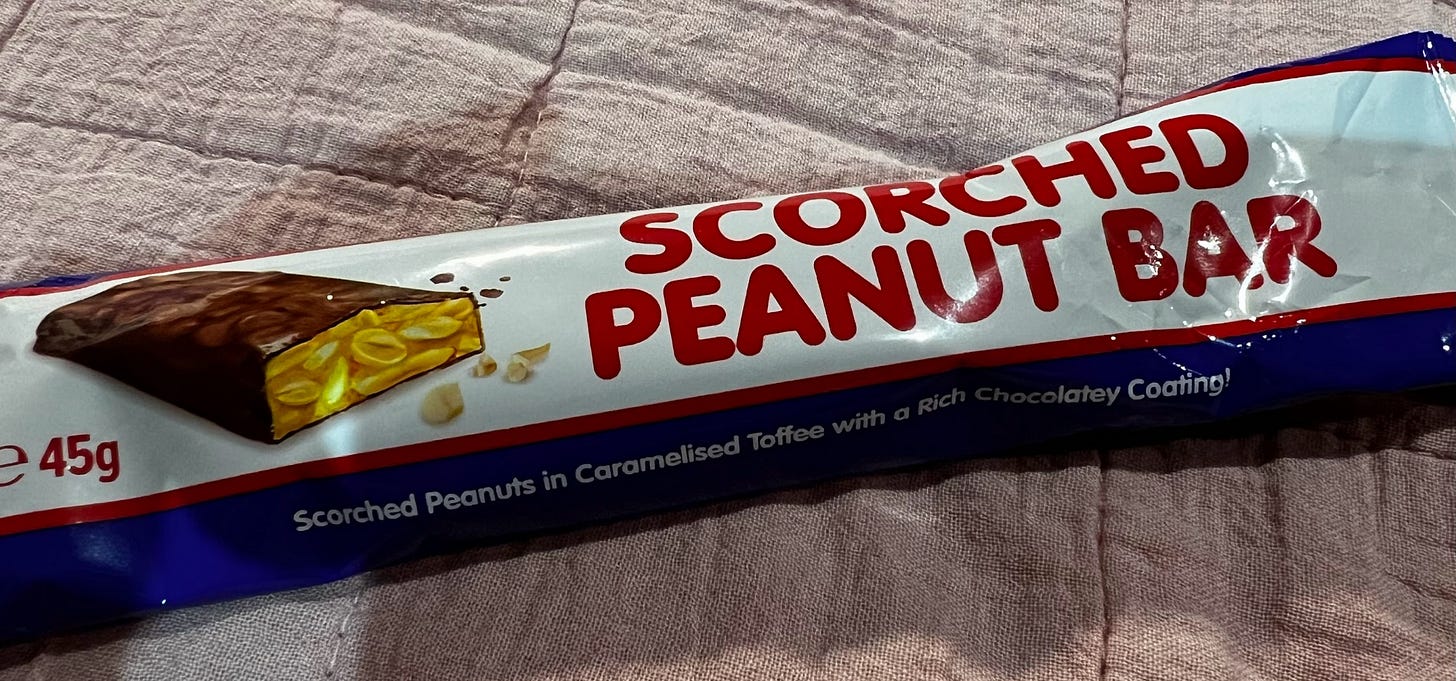 SCORCHED
PEANUT BAR
e 45g
Scorched Peanuts in Caramelised Toffee with a Rich Chocolatey Coating!